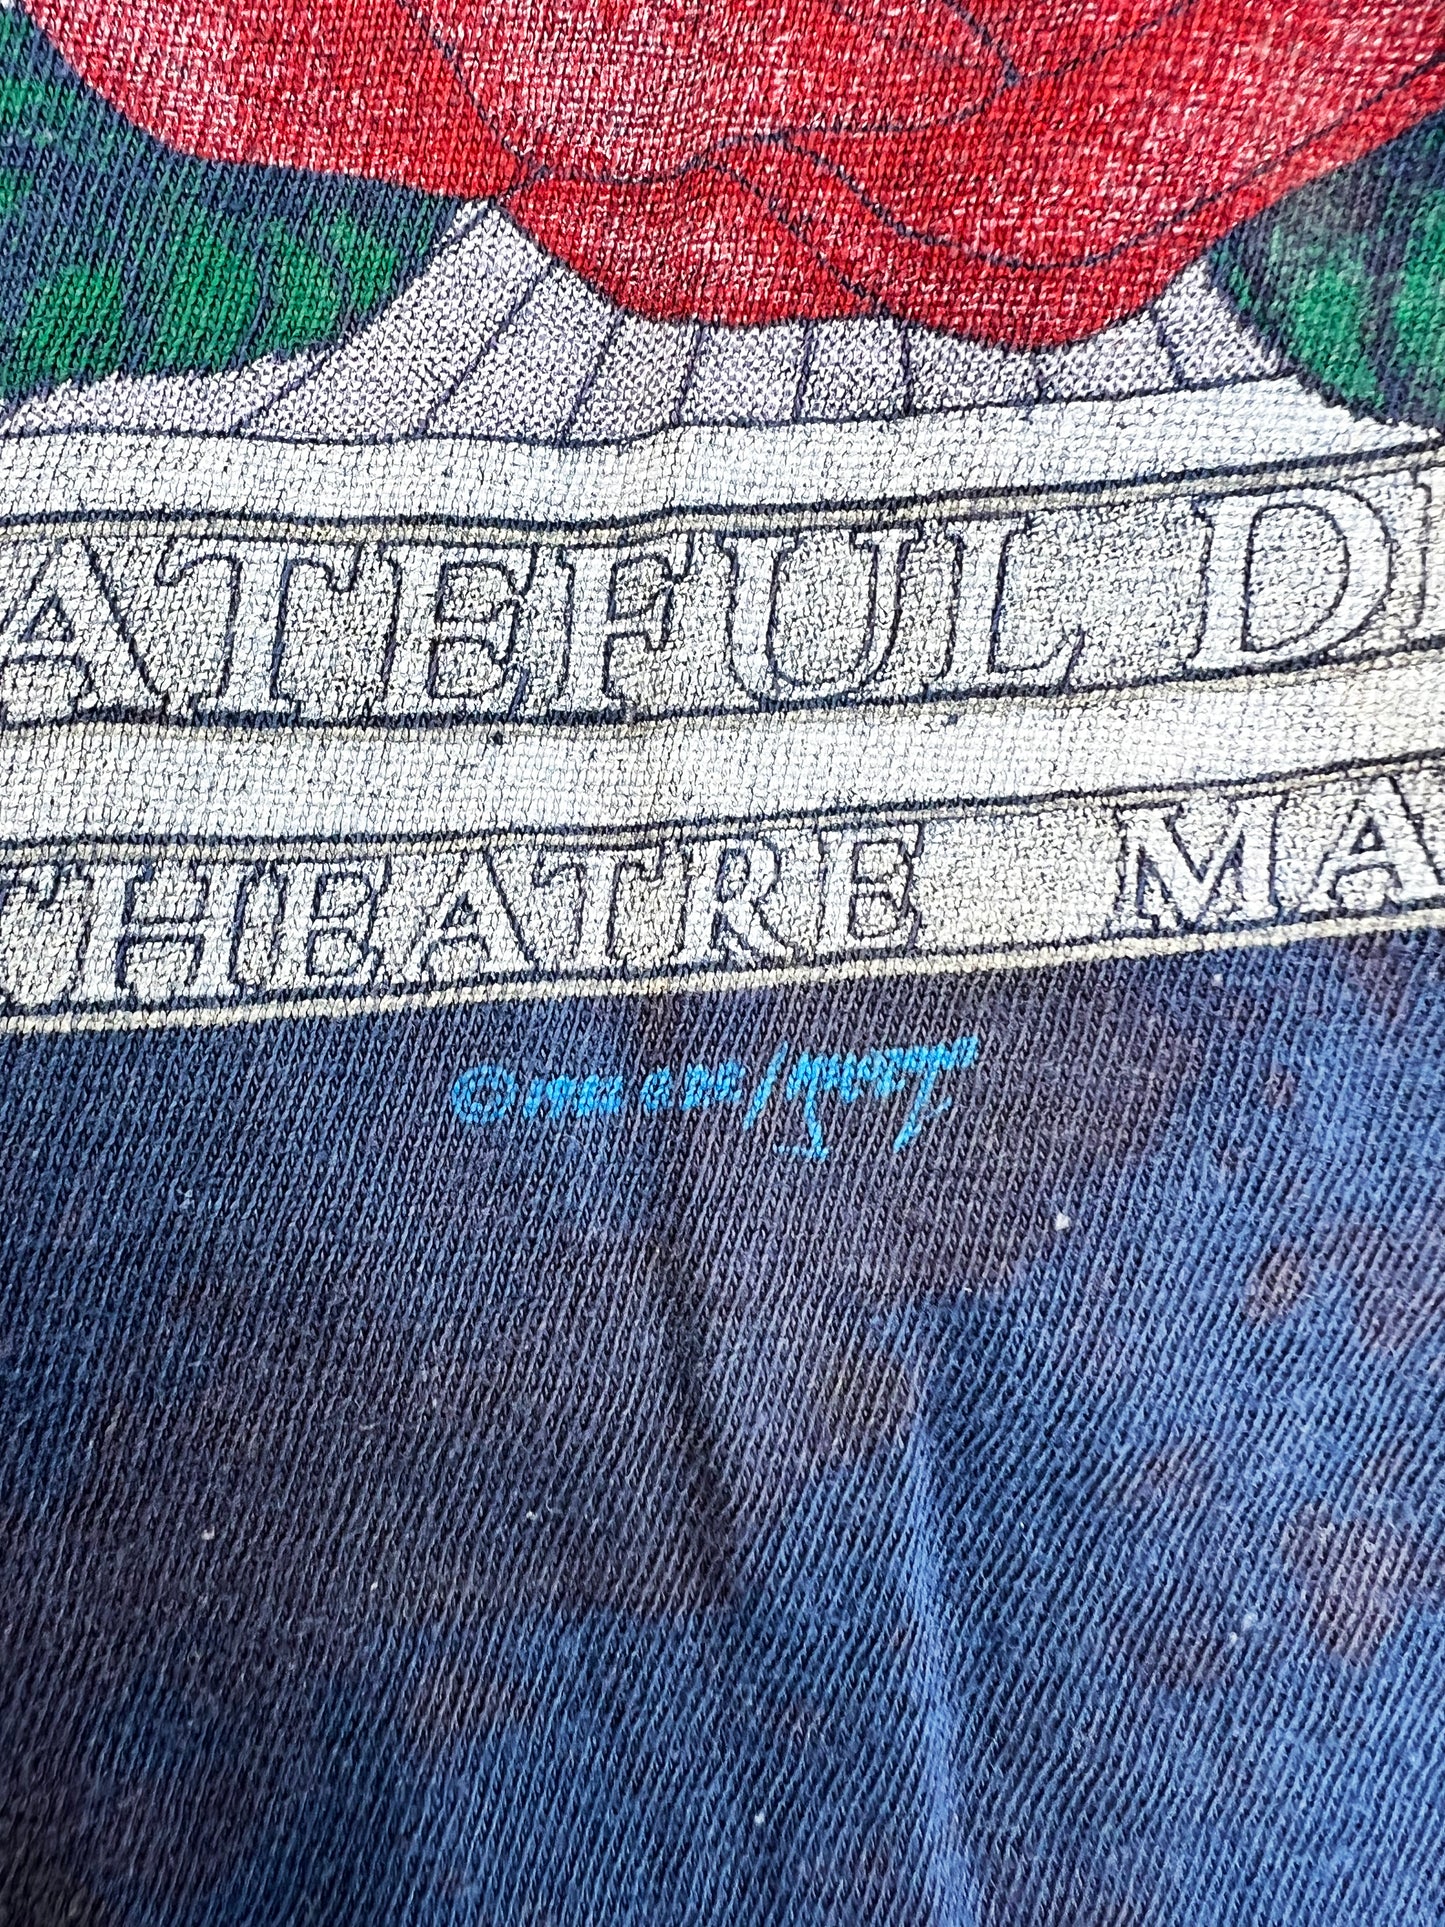 ATEFUL D
THEATRE MA
©